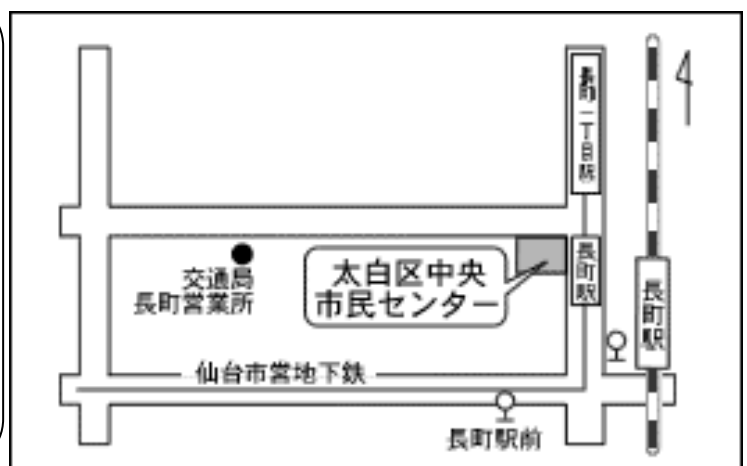 長町一丁目駅
長町駅
長町駅
太白区中央
市民センター
交通局
長町営業所
仙台市営地下鉄
長町駅前